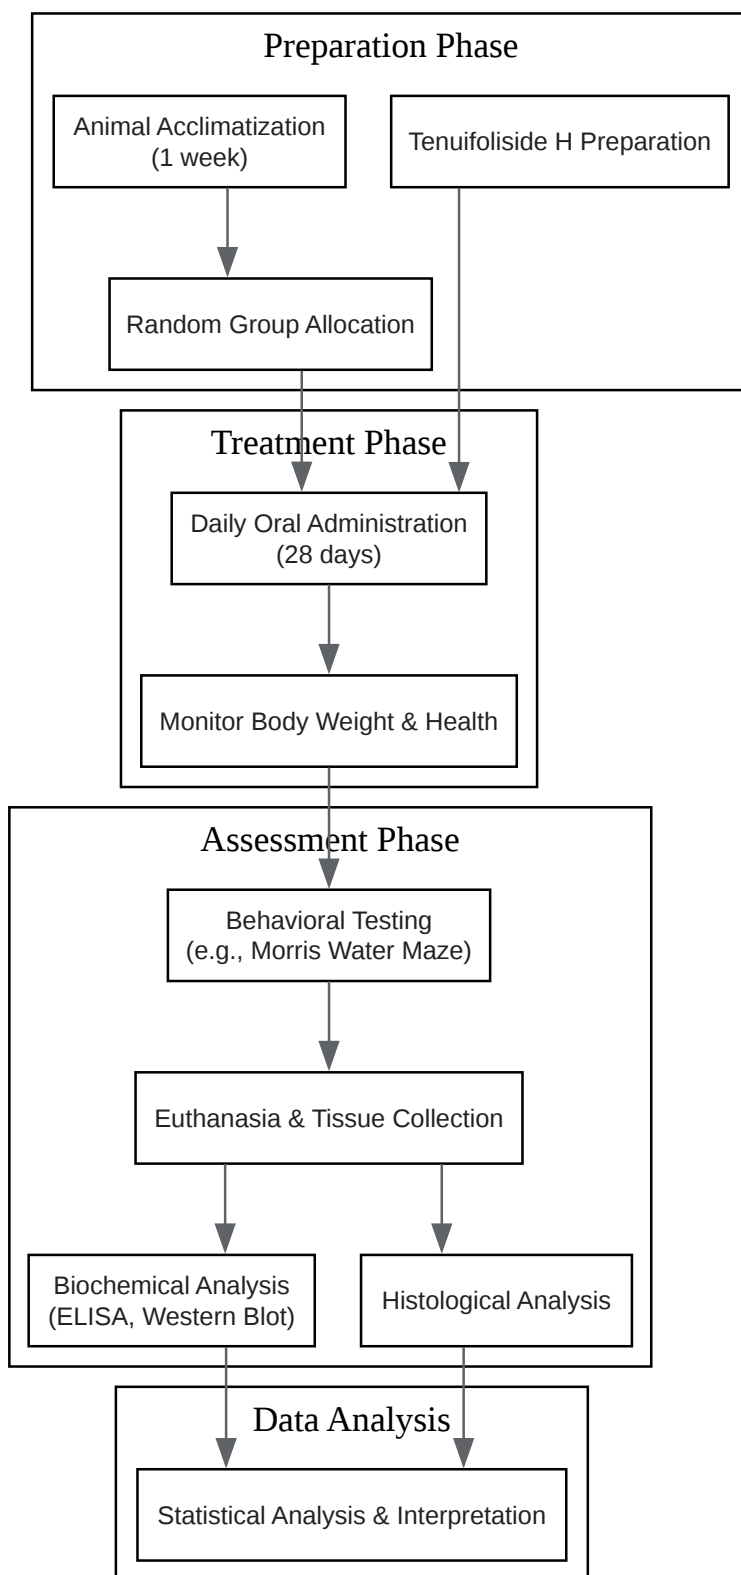 Preparation Phase
Animal Acclimatization
(1 week)
Tenuifoliside H Preparation
Random Group Allocation
Treatment Phase
Daily Oral Administration
(28 days)
Monitor Body Weight & Health
Assessment Phase
Behavioral Testing
(e.g., Morris Water Maze)
Euthanasia & Tissue Collection
Biochemical Analysis
(ELISA, Western Blot)
Histological Analysis
Data Analysis
Statistical Analysis & Interpretation